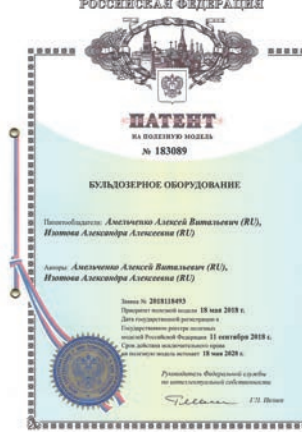 РОССИЙСКАЯ ФЕДЕРАЦИЯ
ПАТЕНТ
НА ПОЛЕЗНУЮ МОДЕЛЬ
№ 183089
БУЛЬДОЗЕРНОЕ ОБОРУДОВАНИЕ
Патентообладатели: Амельченко Алексей Витальевич (RU),
Изотова Александра Алексеевна (RU)
Авторы: Амельченко Алексей Витальевич (RU),
Изотова Александра Алексеевна (RU)
Заявка № 2018118493
Приоритет полезной модели 18 мая 2018 г.
Дата государственной регистрации в
Государственном реестре полезных
моделей Российской Федерации 11 сентября 2018 г.
Срок действия исключительного права
на полезную модель истекает 18 мая 2028 г.
Руководитель Федеральной службы
по интеллектуальной собственности
Г.П. Ивлиев